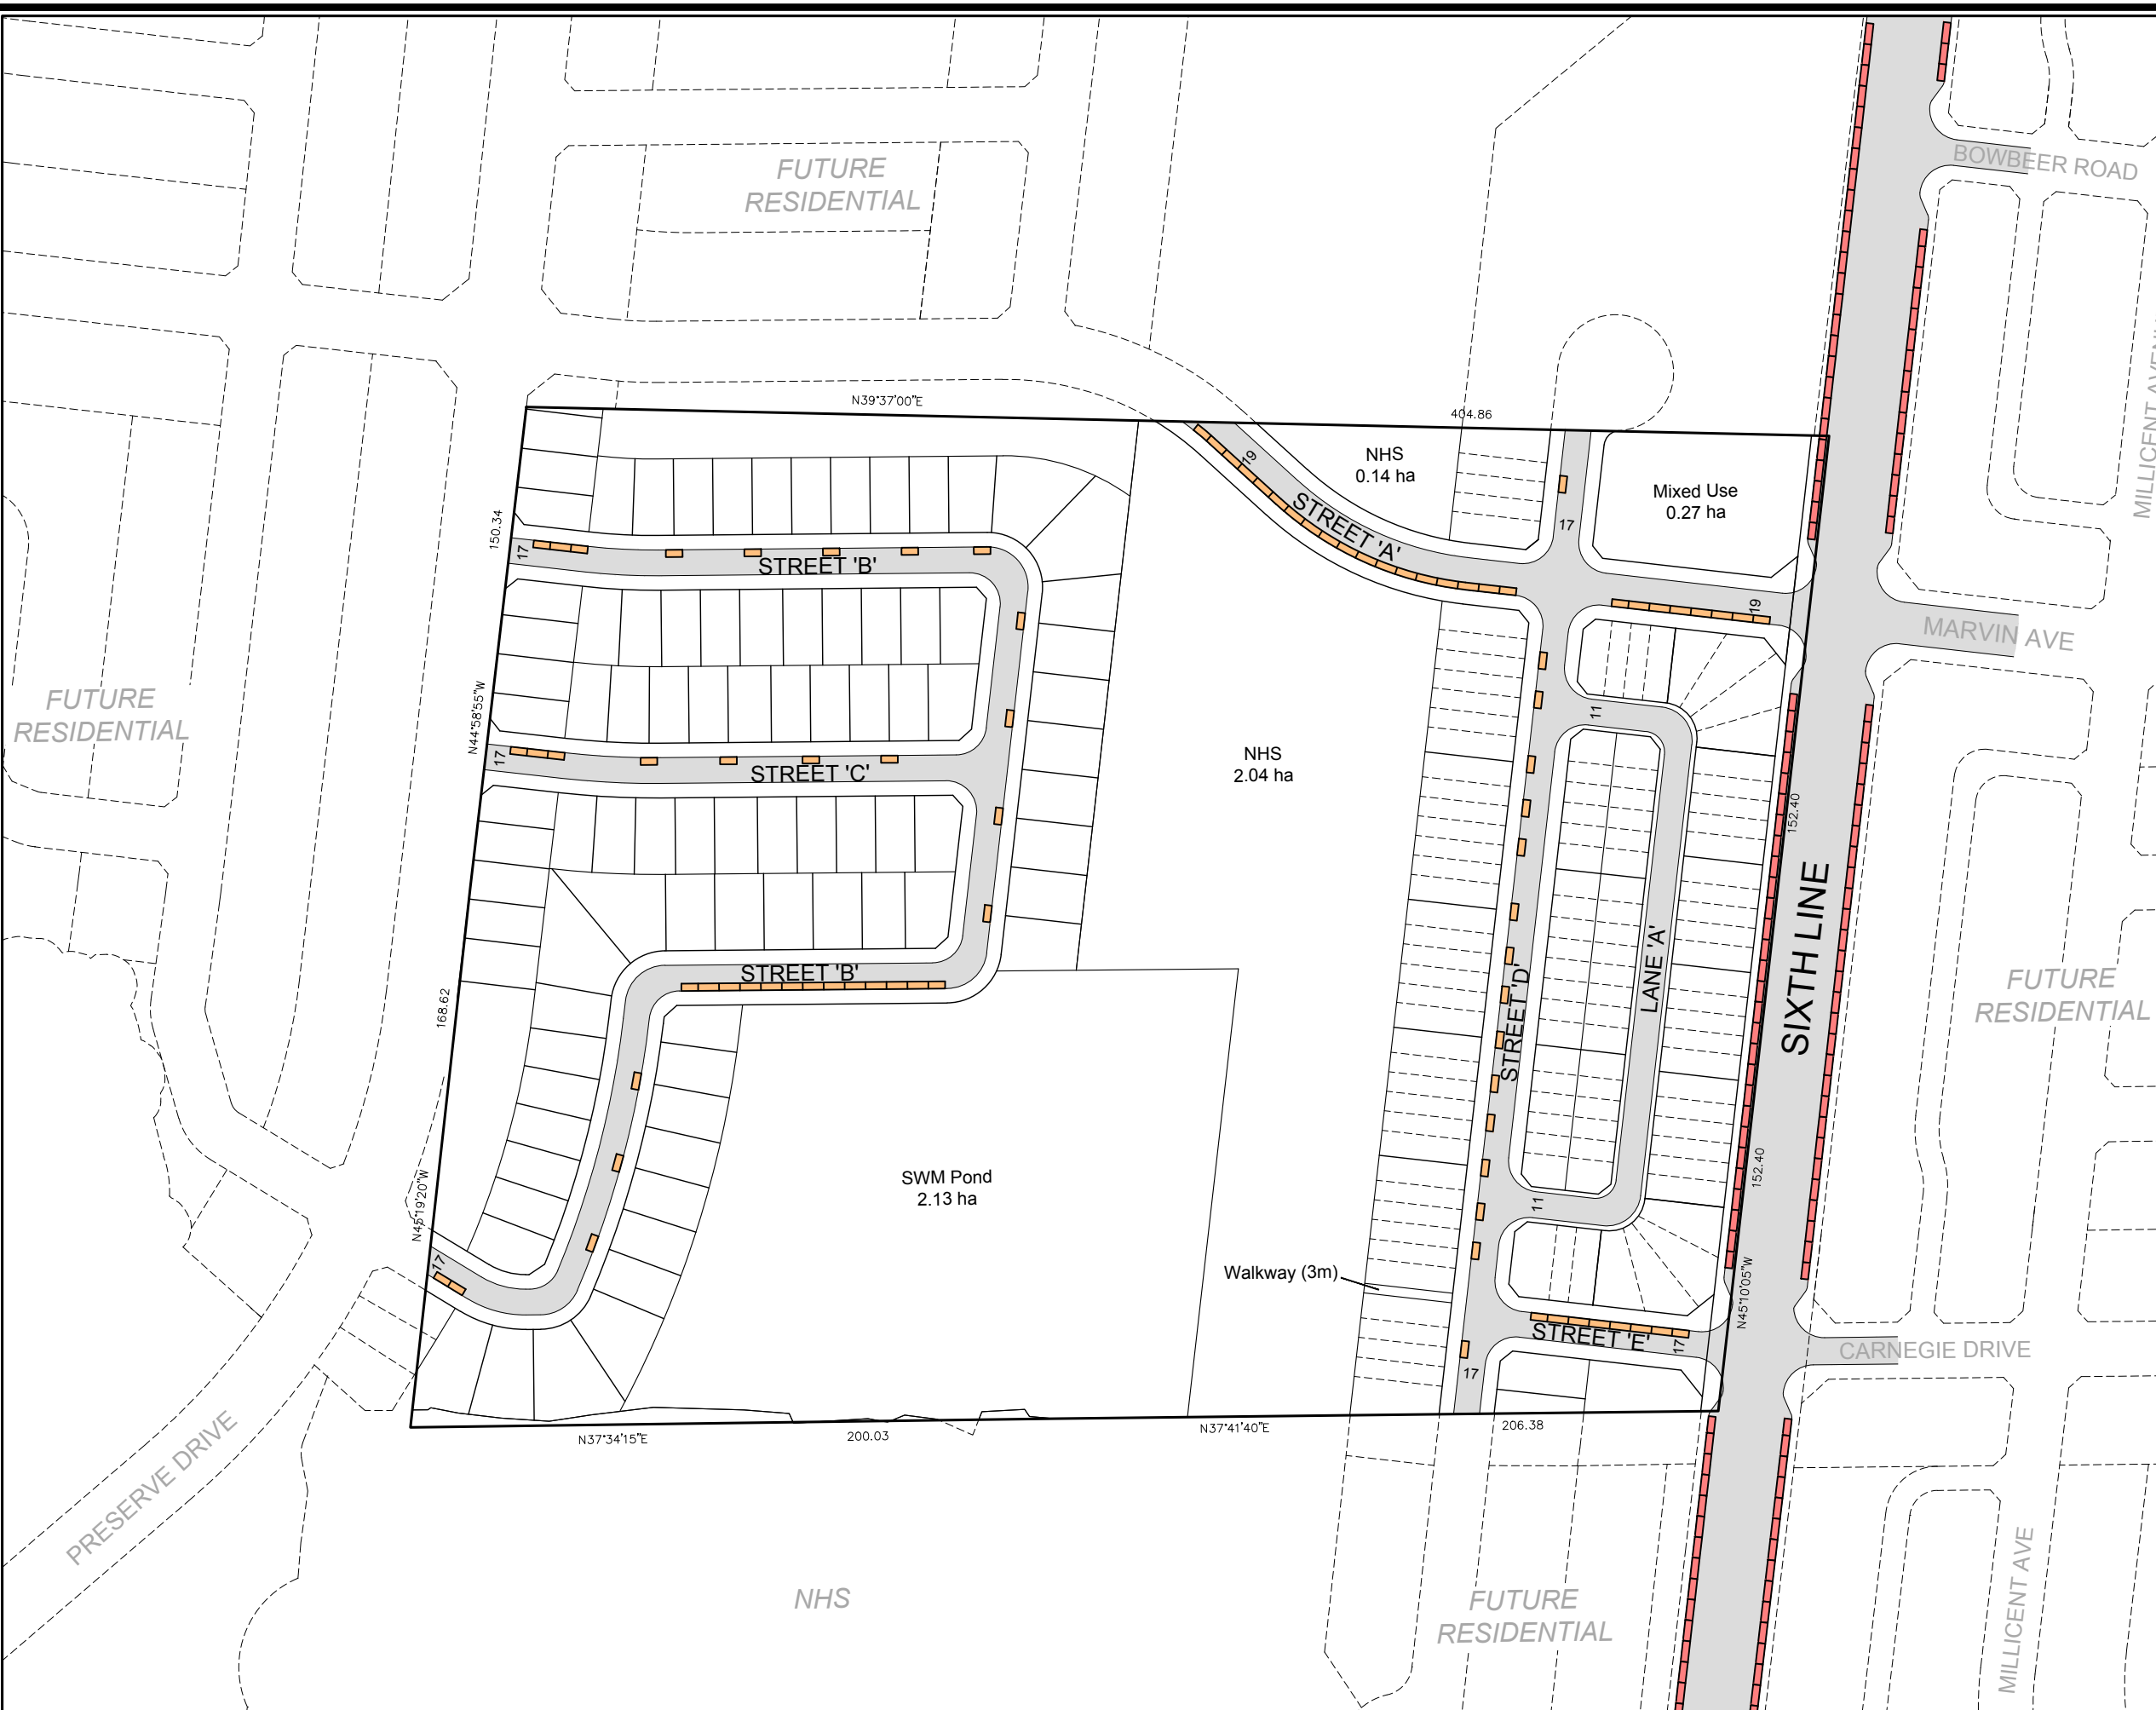 BOWBEER ROAD
FUTURE
RESIDENTIAL
MILLICENT AVENUE
N39°37'00"E
404.86
NHS
0.14 ha
19
STREET 'A'
17
Mixed Use
0.27 ha
150.34
17
STREET 'B'
19
MARVIN AVE
FUTURE
RESIDENTIAL
N44°58'55"W
17
STREET 'C'
NHS
2.04 ha
11
152.40
SIXTH LINE
LANE 'A'
STREET 'D'
STREET 'B'
168.62
FUTURE
RESIDENTIAL
SWM Pond
2.13 ha
11
152.40
N45°19'20"W
17
Walkway (3m)
N45°10'05"W
STREET 'E'
17
17
CARNEGIE DRIVE
N37°34'15"E
200.03
N37°41'40"E
206.38
PRESERVE DRIVE
NHS
FUTURE
RESIDENTIAL
MILLICENT AVE